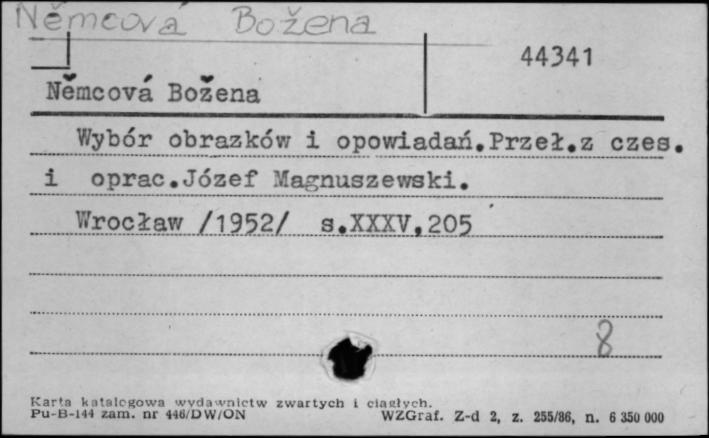 Němcová Božena
44341
Němcová Božena
Wybór obrazków i opowiadań.Przeł.z czes.
i oprac.Józef Magnuszewski.
Wrocław /1952/ s.XXXV,205
8
Karta katalogowa wydawnictw zwartych i ciągłych.
Pu-B-144 zam. nr 446/DW/ON WZGraf. Z-d 2, z. 255/86, n. 6 350 000